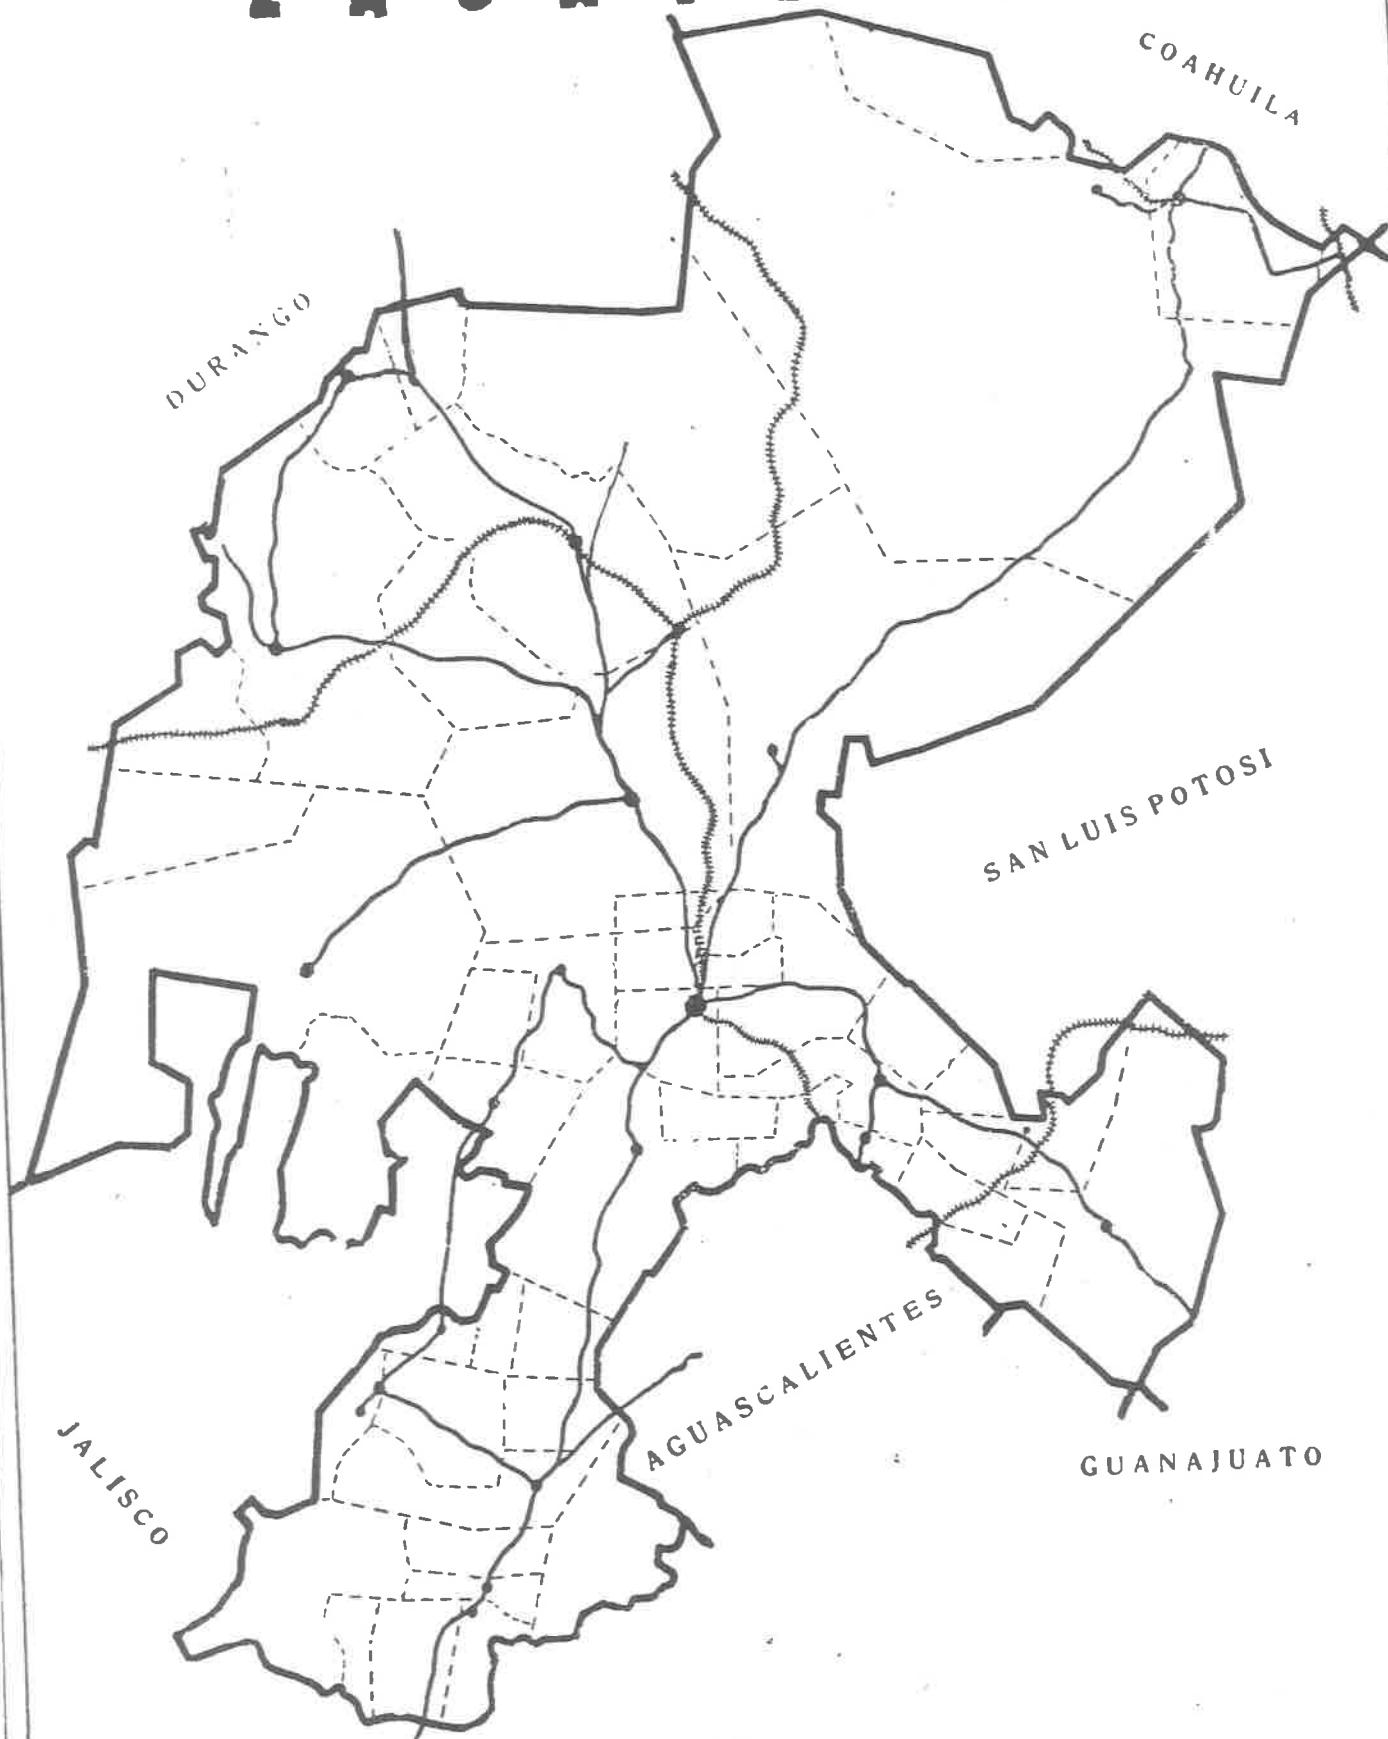 COAHUILA
DURANGO
SAN LUIS POTOSI
AGUASCALIENTES
JALISCO
GUANAJUATO